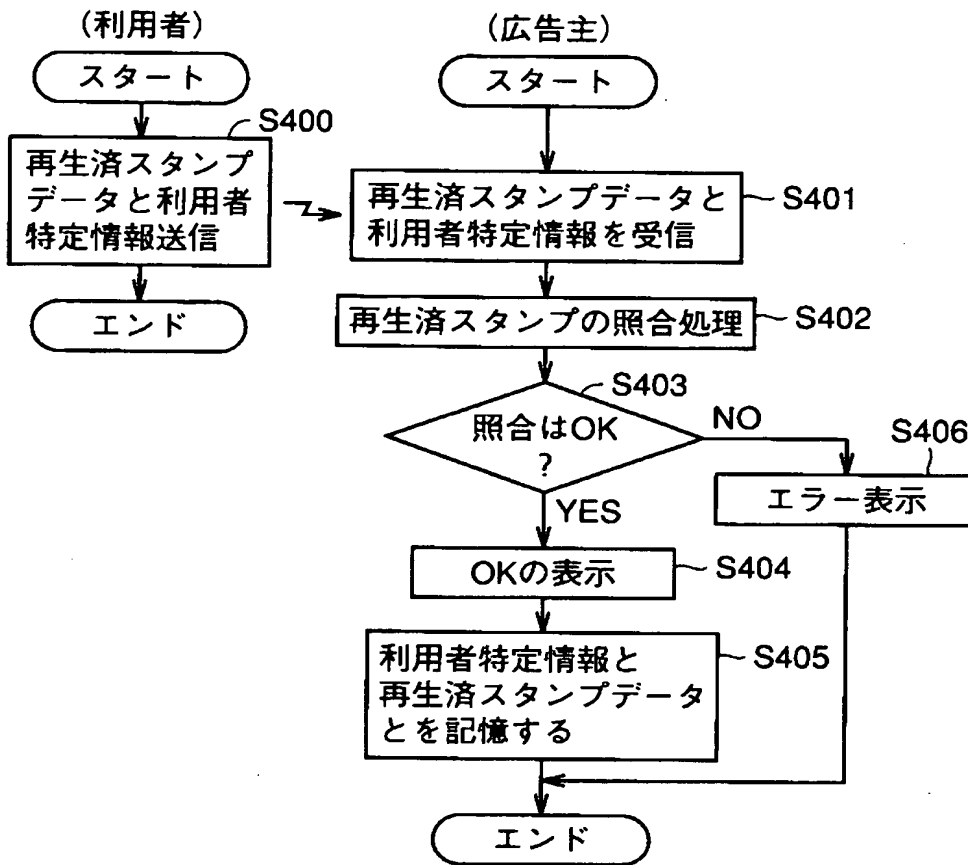 (利用者)
スタート
S400
再生済スタンプ
データと利用者
特定情報送信
エンド
(広告主)
スタート
再生済スタンプデータと
利用者特定情報を受信
S401
再生済スタンプの照合処理
S402
S403
照合はOK
?
NO
YES
S406
エラー表示
OKの表示
S404
利用者特定情報と
再生済スタンプデータ
とを記憶する
S405
エンド